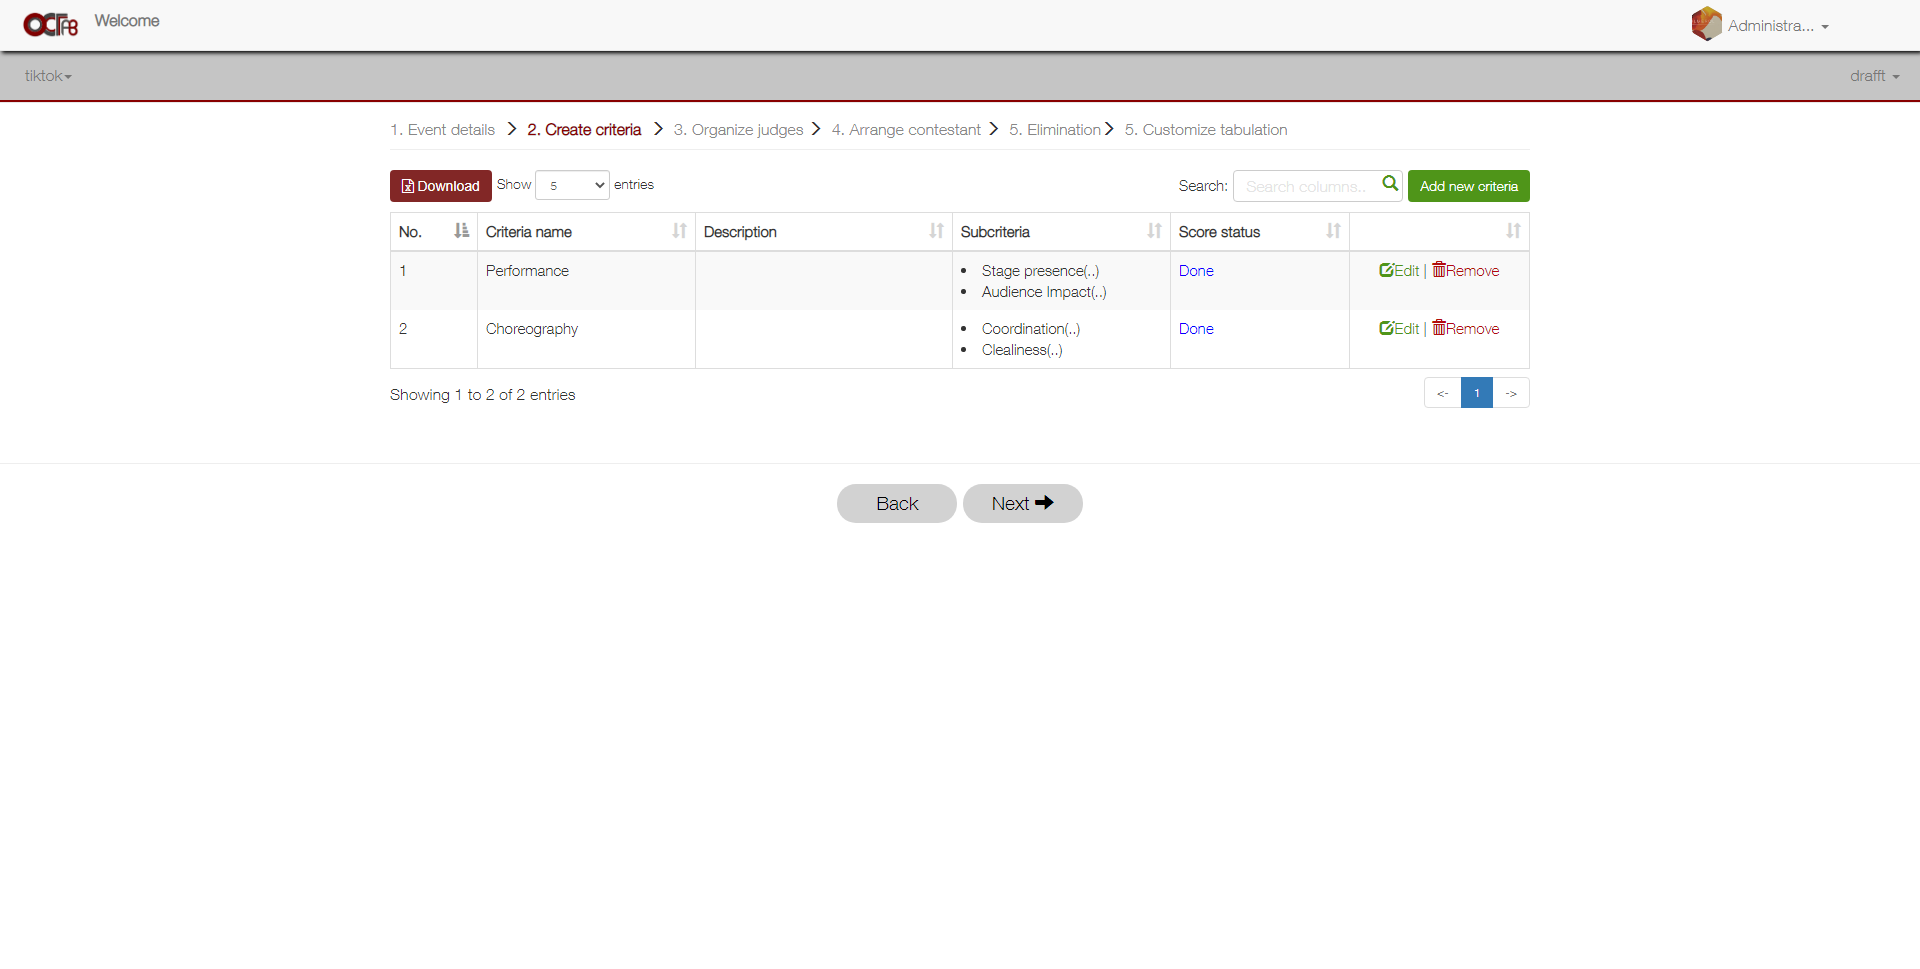 OCTAB Welcome Administra...
tiktok drafft
1. Event details 2. Create criteria 3. Organize judges 4. Arrange contestant 5. Elimination 5. Customize tabulation
Download Show 5 entries Search: Search columns.. Add new criteria
No. Criteria name Description Subcriteria Score status
1 Performance Stage presence(..) Done Edit | Remove
Audience Impact(..)
2 Choreography Coordination(..) Done Edit | Remove
Clealiness(..)
Showing 1 to 2 of 2 entries <- 1 ->
Back Next